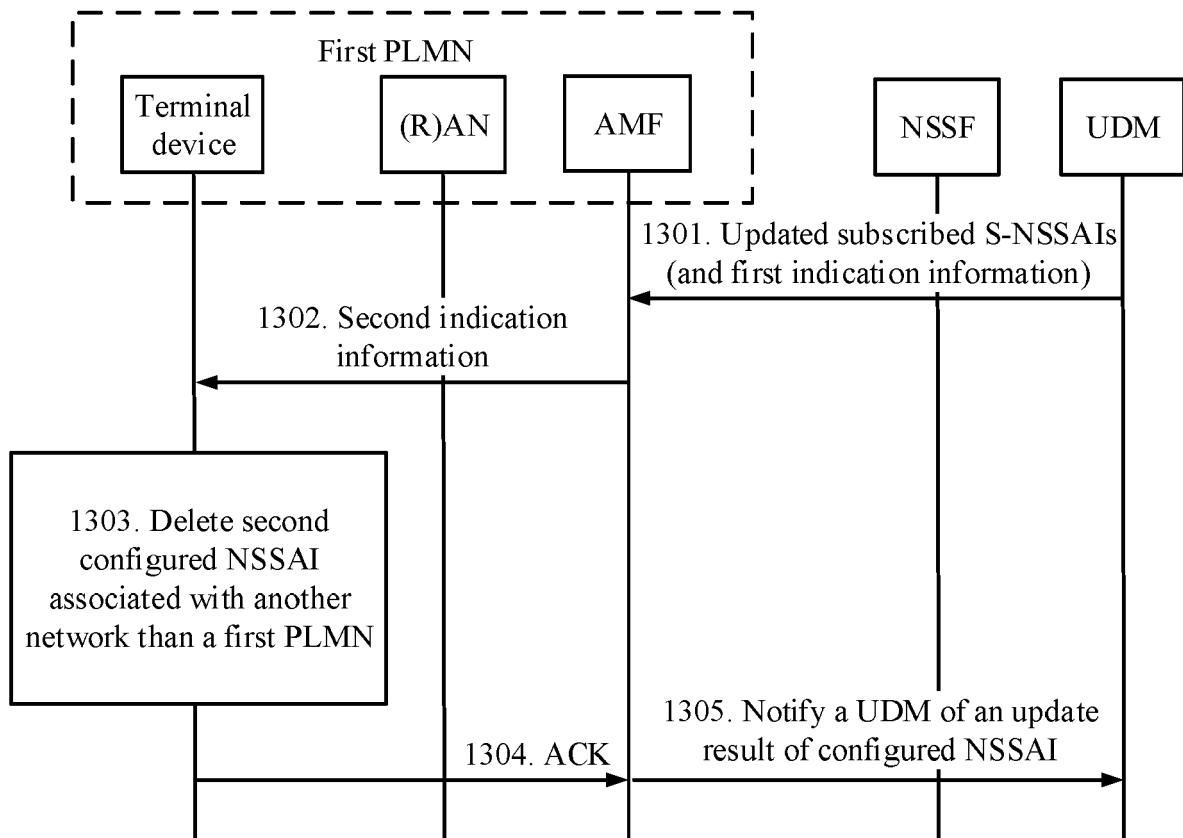 First PLMN
Terminal
device
(R)AN
AMF
NSSF
UDM
1301. Updated subscribed S-NSSAIs
(and first indication information)
1302. Second indication
information
1303. Delete second
configured NSSAI
associated with another
network than a first PLMN
1304. ACK
1305. Notify a UDM of an update
result of configured NSSAI